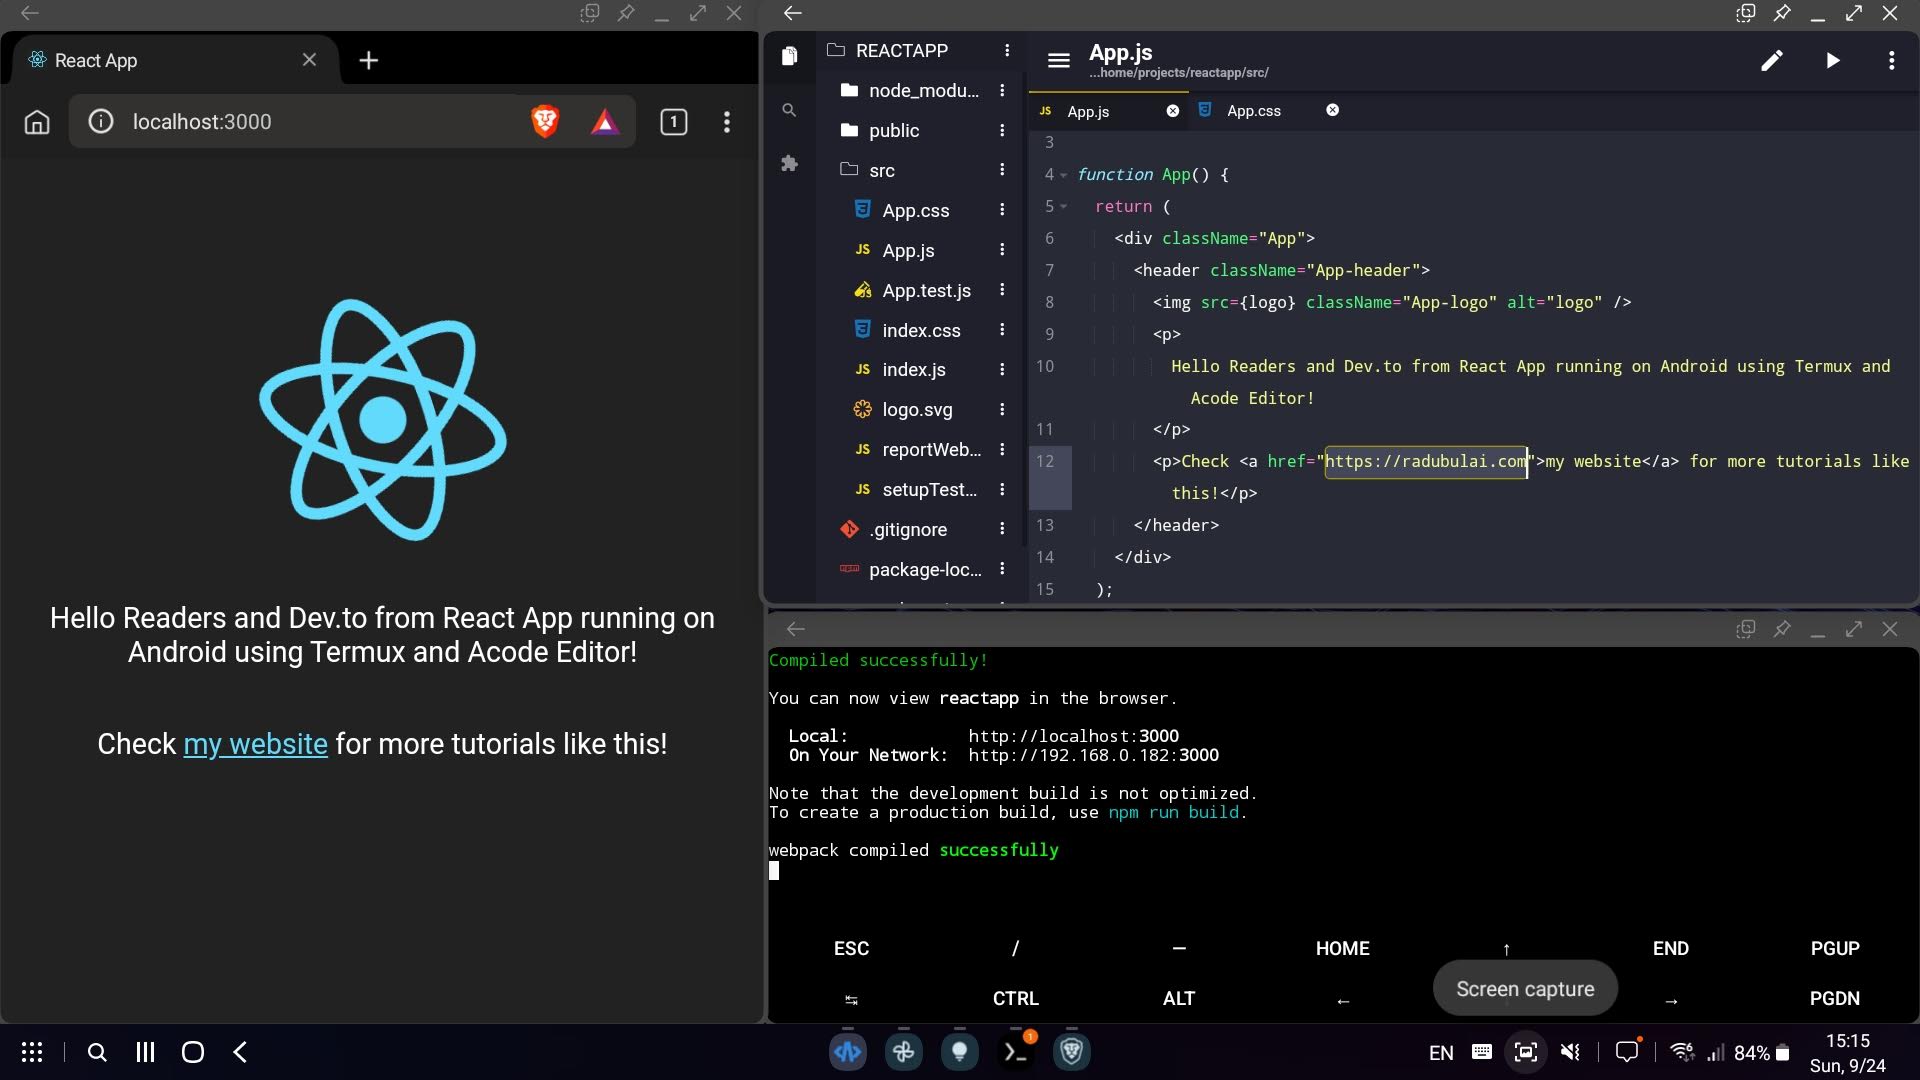 React App
localhost:3000
1
Hello Readers and Dev.to from React App running on
Android using Termux and Acode Editor!
Check my website for more tutorials like this!
REACTAPP
node_modu...
public
src
App.css
JS App.js
App.test.js
index.css
JS index.js
logo.svg
JS reportWeb...
JS setupTest...
.gitignore
package-loc...
App.js
...home/projects/reactapp/src/
JS App.js
App.css
3
4 function App() {
5 return (
6 <div className="App">
7 <header className="App-header">
8 <img src={logo} className="App-logo" alt="logo" />
9 <p>
10 Hello Readers and Dev.to from React App running on Android using Termux and
Acode Editor!
11 </p>
12 <p>Check <a href="https://radubulai.com">my website</a> for more tutorials like
this!</p>
13 </header>
14 </div>
15 );
Compiled successfully!
You can now view reactapp in the browser.
Local: http://localhost:3000
On Your Network: http://192.168.0.182:3000
Note that the development build is not optimized.
To create a production build, use npm run build.
webpack compiled successfully
ESC / — HOME ↑ END PGUP
↹ CTRL ALT ← → PGDN
Screen capture
1
EN
84%
15:15
Sun, 9/24